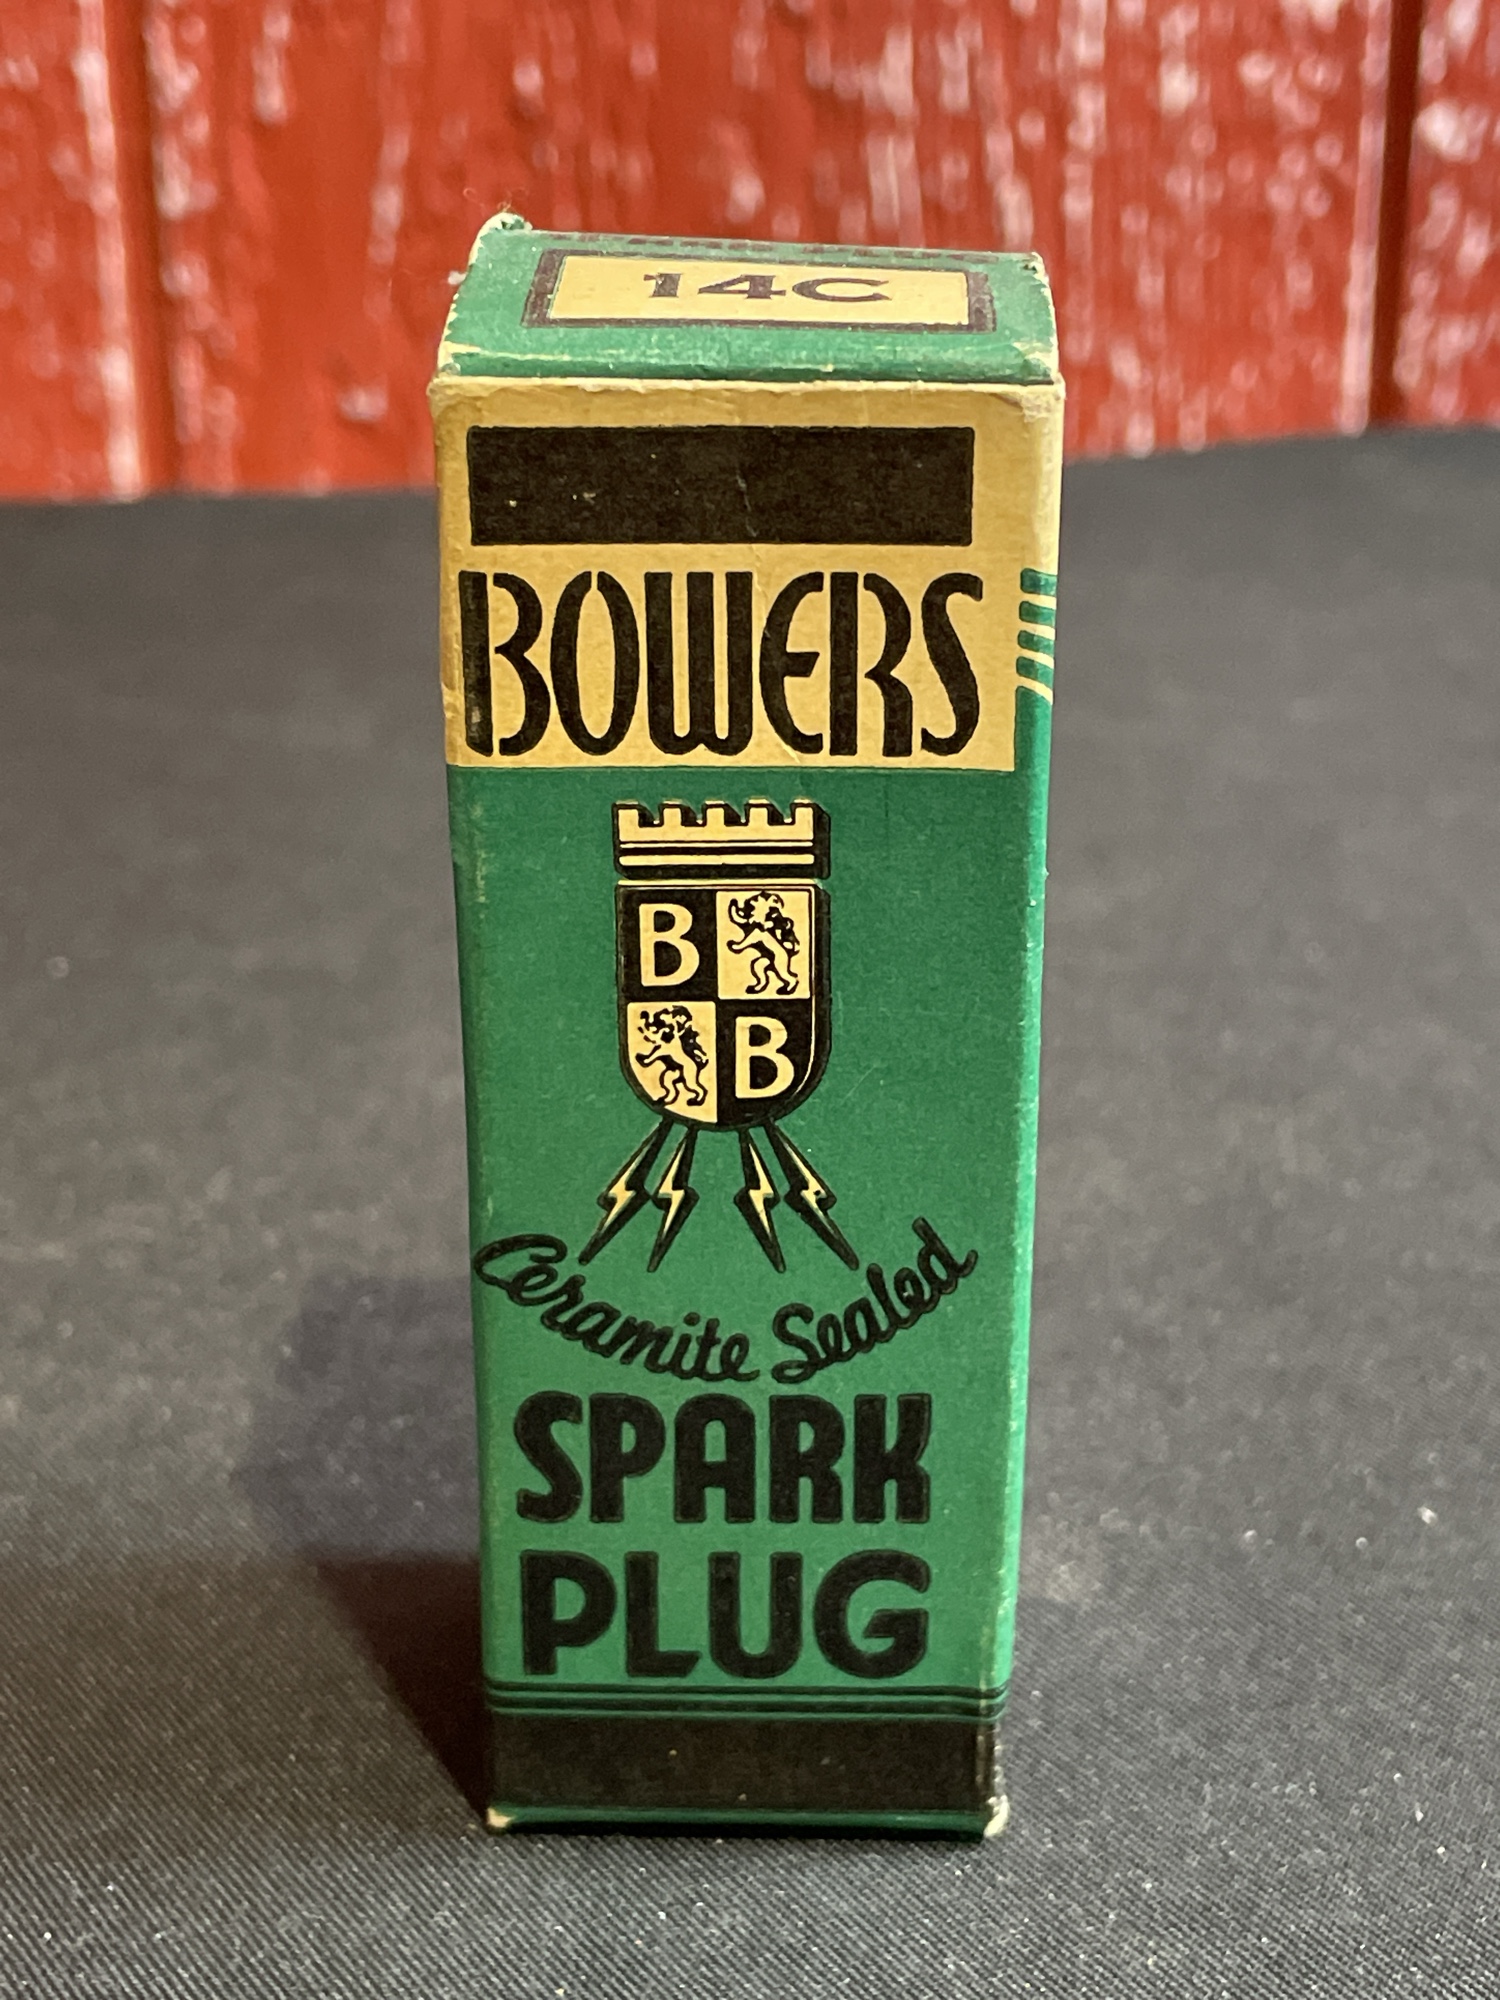 14C
BOWERS
B
B
Ceramite Sealed
SPARK
PLUG